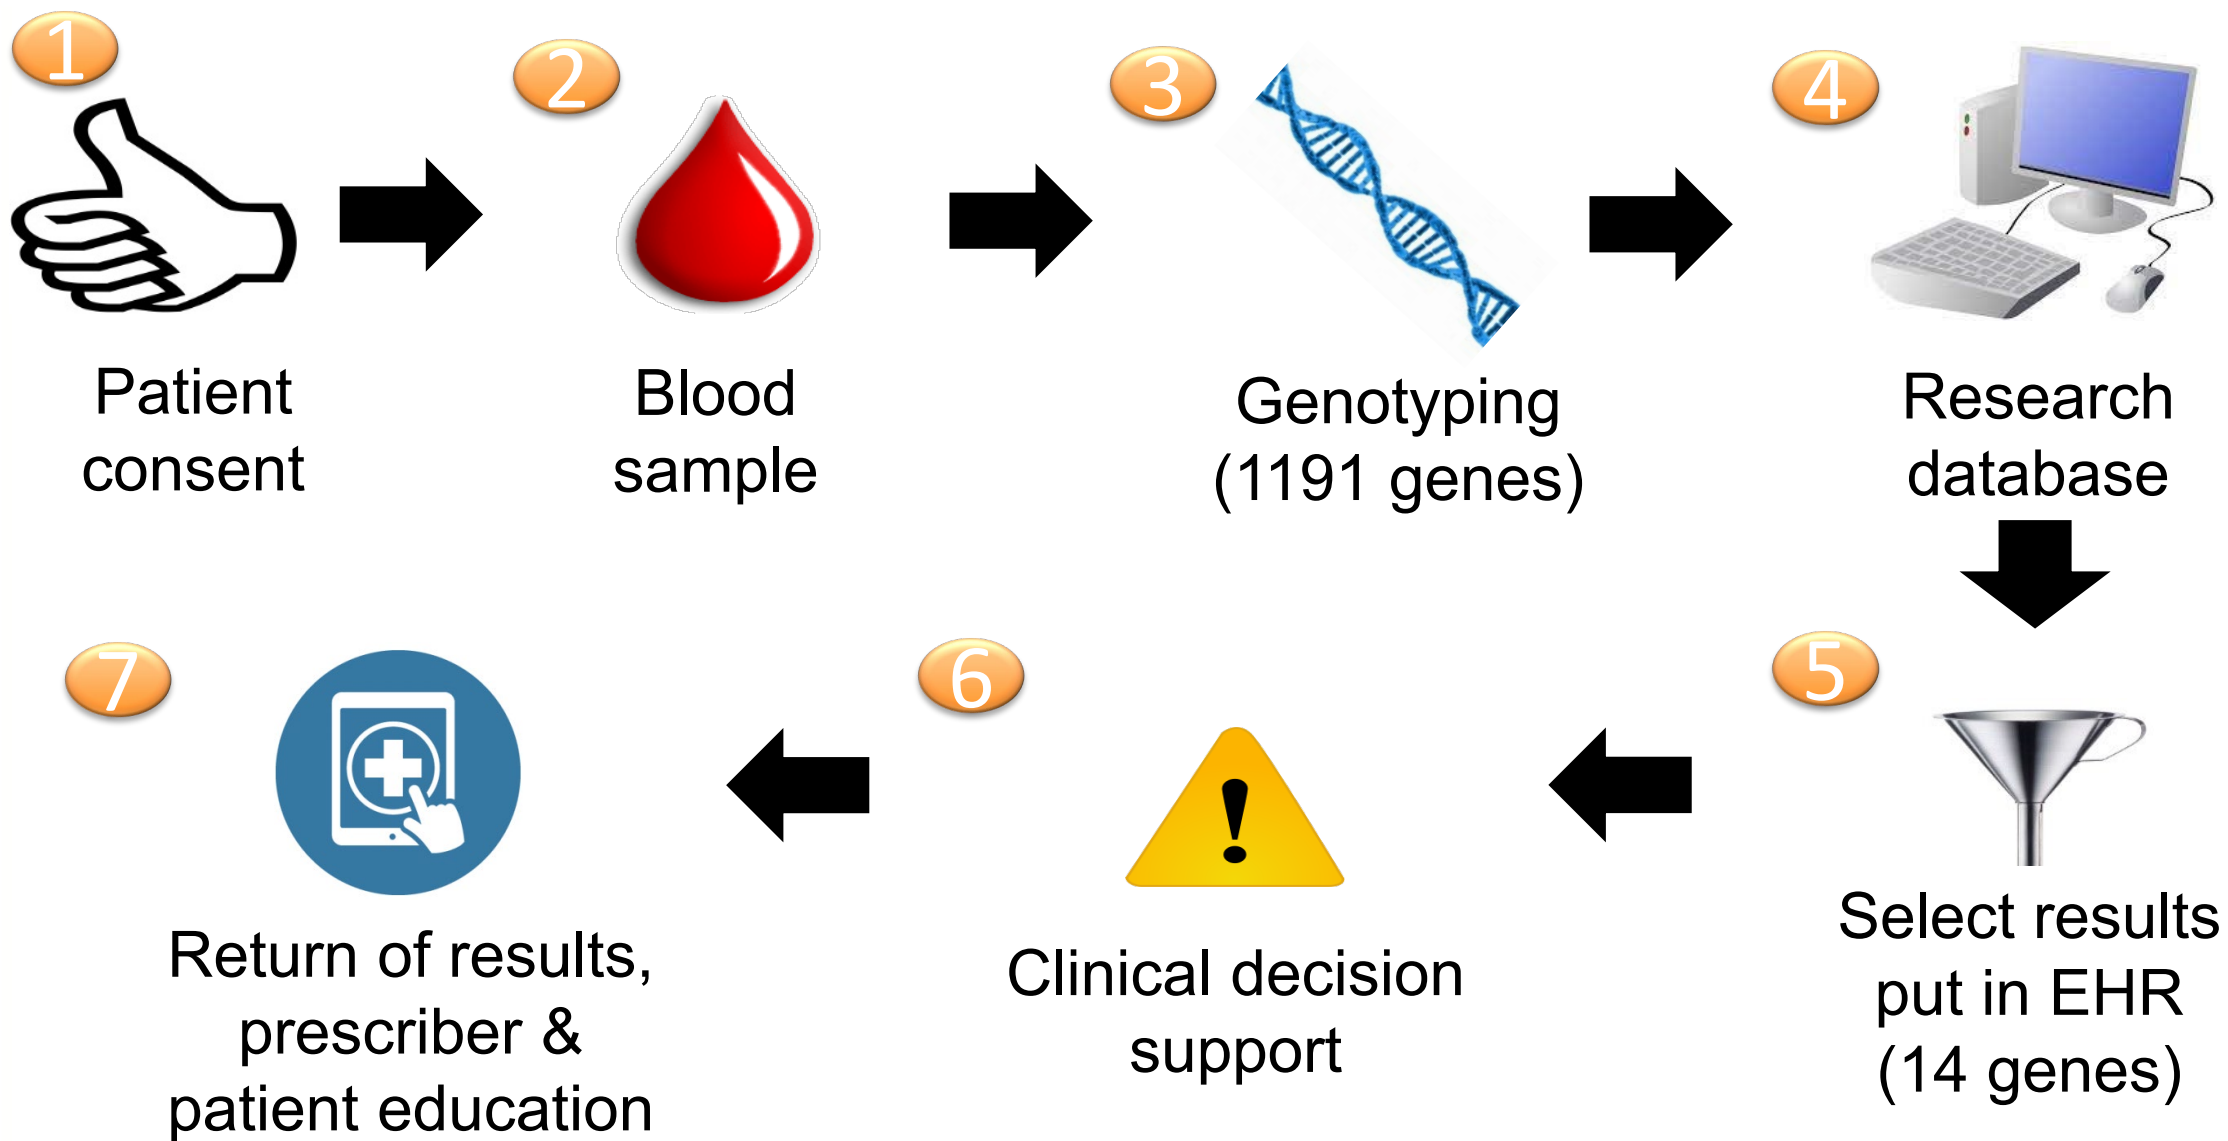 1
Patient
consent
2
Blood
sample
3
Genotyping
(1191 genes)
4
Research
database
5
Select results
put in EHR
(14 genes)
6
!
Clinical decision
support
7
Return of results,
prescriber &
patient education